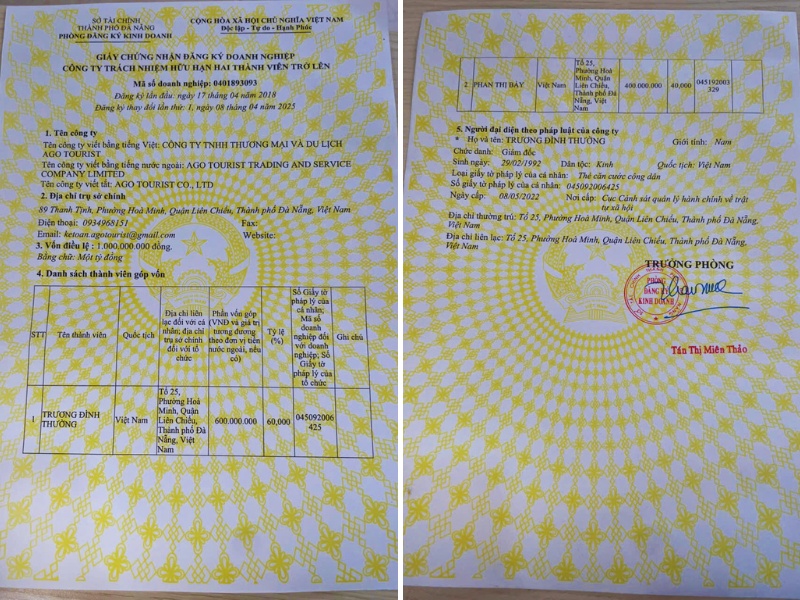 SỞ TÀI CHÍNH
THÀNH PHỐ ĐÀ NẴNG
PHÒNG ĐĂNG KÝ KINH DOANH
CỘNG HÒA XÃ HỘI CHỦ NGHĨA VIỆT NAM
Độc lập - Tự do - Hạnh Phúc
GIẤY CHỨNG NHẬN ĐĂNG KÝ DOANH NGHIỆP
CÔNG TY TRÁCH NHIỆM HỮU HẠN HAI THÀNH VIÊN TRỞ LÊN
Mã số doanh nghiệp: 0401893093
Đăng ký lần đầu, ngày 17 tháng 04 năm 2018
Đăng ký thay đổi lần thứ: 1, ngày 08 tháng 04 năm 2025
1. Tên công ty
Tên công ty viết bằng tiếng Việt: CÔNG TY TNHH THƯƠNG MẠI VÀ DU LỊCH
AGO TOURIST
Tên công ty viết bằng tiếng nước ngoài: AGO TOURIST TRADING AND SERVICE
COMPANY LIMITED
Tên công ty viết tắt: AGO TOURIST CO., LTD
2. Địa chỉ trụ sở chính
89 Thanh Tịnh, Phường Hoà Minh, Quận Liên Chiểu, Thành phố Đà Nẵng, Việt Nam
Điện thoại: 0934968151 Fax:
Email: ketoan.agotourist@gmail.com Website:
3. Vốn điều lệ : 1.000.000.000 đồng.
Bằng chữ: Một tỷ đồng
4. Danh sách thành viên góp vốn
STT
Tên thành viên
Quốc tịch
Địa chỉ liên
lạc đối với cá
nhân; địa chỉ
trụ sở chính
đối với tổ
chức
Phần vốn góp
(VNĐ và giá trị
tương đương
theo đơn vị tiền
nước ngoài, nếu
có)
Tỷ lệ
(%)
Số Giấy tờ
pháp lý của
cá nhân;
Mã số
doanh
nghiệp đối
với doanh
nghiệp; Số
Giấy tờ
pháp lý của
tổ chức
Ghi chú
1
TRƯƠNG ĐÌNH
THƯỜNG
Việt Nam
Tổ 25,
Phường Hoà
Minh, Quận
Liên Chiểu,
Thành phố Đà
Nẵng, Việt
Nam
600.000.000
60,000
045092006
425
2
PHAN THỊ ĐÂY
Việt Nam
Tổ 25,
Phường Hoà
Minh, Quận
Liên Chiểu,
Thành phố Đà
Nẵng, Việt
Nam
400.000.000
40,000
045192003
329
5. Người đại diện theo pháp luật của công ty
* Họ và tên: TRƯƠNG ĐÌNH THƯỜNG Giới tính: Nam
Chức danh: Giám đốc
Sinh ngày: 29/02/1992 Dân tộc: Kinh Quốc tịch: Việt Nam
Loại giấy tờ pháp lý của cá nhân: Thẻ căn cước công dân
Số giấy tờ pháp lý của cá nhân: 045092006425
Ngày cấp: 08/05/2022 Nơi cấp: Cục Cảnh sát quản lý hành chính về trật
tự xã hội
Địa chỉ thường trú: Tổ 25, Phường Hoà Minh, Quận Liên Chiểu, Thành phố Đà Nẵng,
Việt Nam
Địa chỉ liên lạc: Tổ 25, Phường Hoà Minh, Quận Liên Chiểu, Thành phố Đà Nẵng,
Việt Nam
TRƯỞNG PHÒNG
PHÒNG
ĐĂNG KÝ
KINH DOANH
Tán Thị Miên Thảo